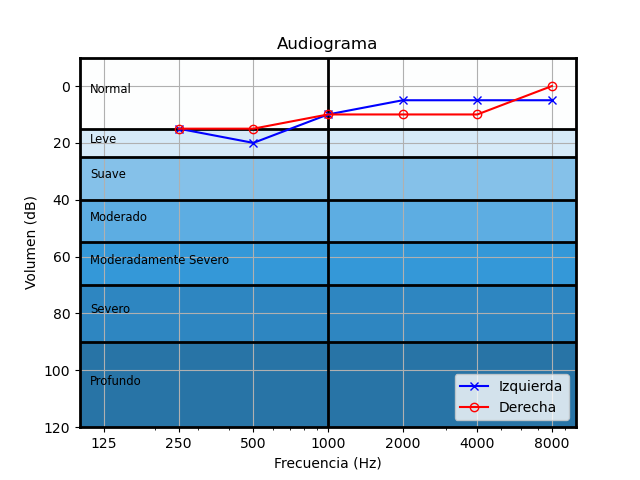 Audiograma
Volumen (dB)
0
20
40
60
80
100
120
Normal
Leve
Suave
Moderado
Moderadamente Severo
Severo
Profundo
Izquierda
Derecha
125 250 500 1000 2000 4000 8000
Frecuencia (Hz)